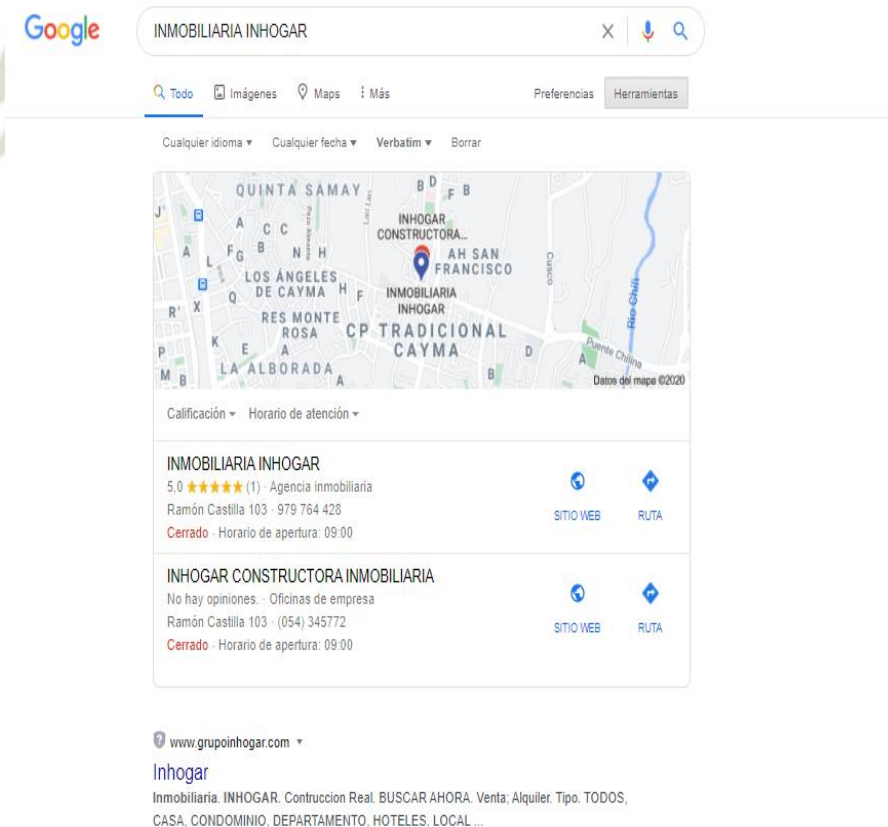 Google
INMOBILIARIA INHOGAR
Todo Imágenes Maps Más Preferencias Herramientas
Cualquier idioma Cualquier fecha Verbatim Borrar
QUINTA SAMAY B D F B
J'
A C C
INHOGAR
CONSTRUCTORA...
A L F G B N H
AH SAN
FRANCISCO
Cusco
LOS ÁNGELES
DE CAYMA H F
Q
INMOBILIARIA
INHOGAR
R' X
RES MONTE
ROSA
Río Chili
CP TRADICIONAL
CAYMA
P K E A D
Puente Chilina
A
LA ALBORADA
M B A B
Datos del mapa ©2020
Calificación Horario de atención
INMOBILIARIA INHOGAR
5,0 (1) · Agencia inmobiliaria
Ramón Castilla 103 · 979 764 428
Cerrado · Horario de apertura: 09:00
SITIO WEB RUTA
INHOGAR CONSTRUCTORA INMOBILIARIA
No hay opiniones. · Oficinas de empresa
Ramón Castilla 103 · (054) 345772
Cerrado · Horario de apertura: 09:00
SITIO WEB RUTA
www.grupoinhogar.com
Inhogar
Inmobiliaria. INHOGAR. Contruccion Real. BUSCAR AHORA. Venta; Alquiler. Tipo. TODOS,
CASA, CONDOMINIO, DEPARTAMENTO, HOTELES, LOCAL ...